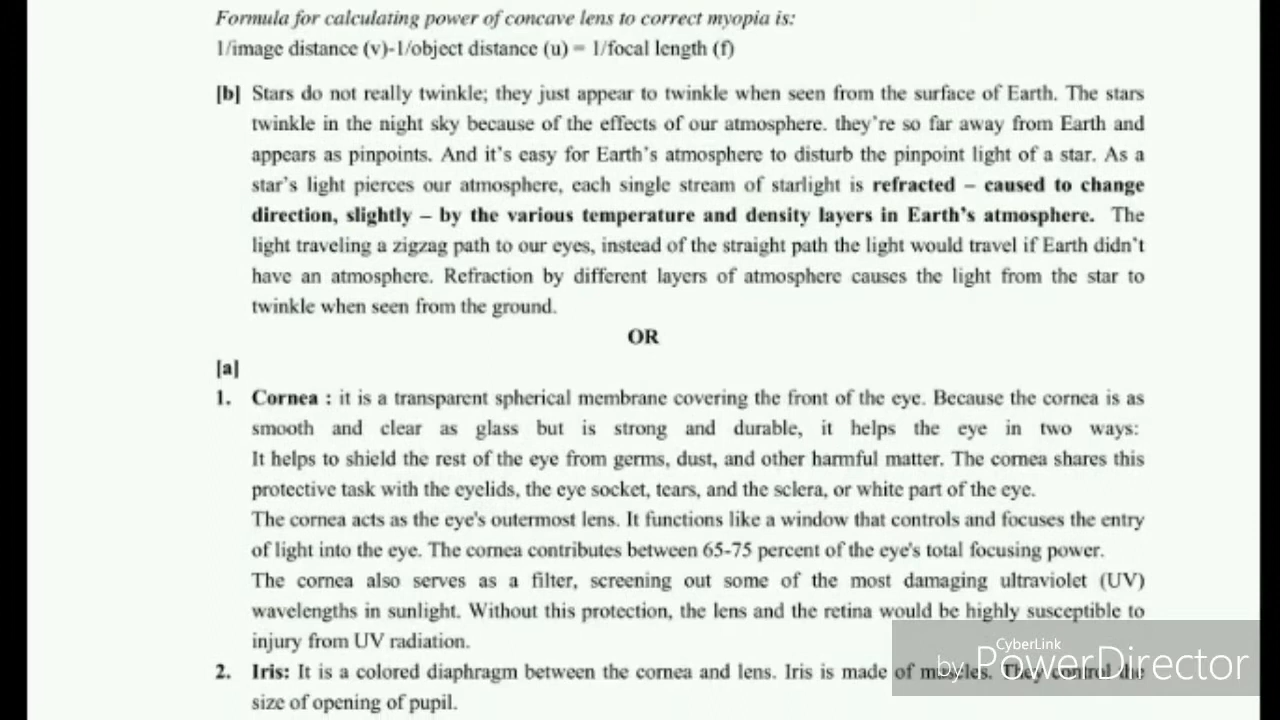 Formula for calculating power of concave lens to correct myopia is:
1/image distance (v)-1/object distance (u) = 1/focal length (f)
[b] Stars do not really twinkle; they just appear to twinkle when seen from the surface of Earth. The stars
twinkle in the night sky because of the effects of our atmosphere. they're so far away from Earth and
appears as pinpoints. And it's easy for Earth's atmosphere to disturb the pinpoint light of a star. As a
star's light pierces our atmosphere, each single stream of starlight is refracted – caused to change
direction, slightly – by the various temperature and density layers in Earth's atmosphere. The
light traveling a zigzag path to our eyes, instead of the straight path the light would travel if Earth didn't
have an atmosphere. Refraction by different layers of atmosphere causes the light from the star to
twinkle when seen from the ground.
OR
[a]
1. Cornea : it is a transparent spherical membrane covering the front of the eye. Because the cornea is as
smooth and clear as glass but is strong and durable, it helps the eye in two ways:
It helps to shield the rest of the eye from germs, dust, and other harmful matter. The cornea shares this
protective task with the eyelids, the eye socket, tears, and the sclera, or white part of the eye.
The cornea acts as the eye's outermost lens. It functions like a window that controls and focuses the entry
of light into the eye. The cornea contributes between 65-75 percent of the eye's total focusing power.
The cornea also serves as a filter, screening out some of the most damaging ultraviolet (UV)
wavelengths in sunlight. Without this protection, the lens and the retina would be highly susceptible to
injury from UV radiation.
2. Iris: It is a colored diaphragm between the cornea and lens. Iris is made of muscles. They control the
size of opening of pupil.
CyberLink
by PowerDirector